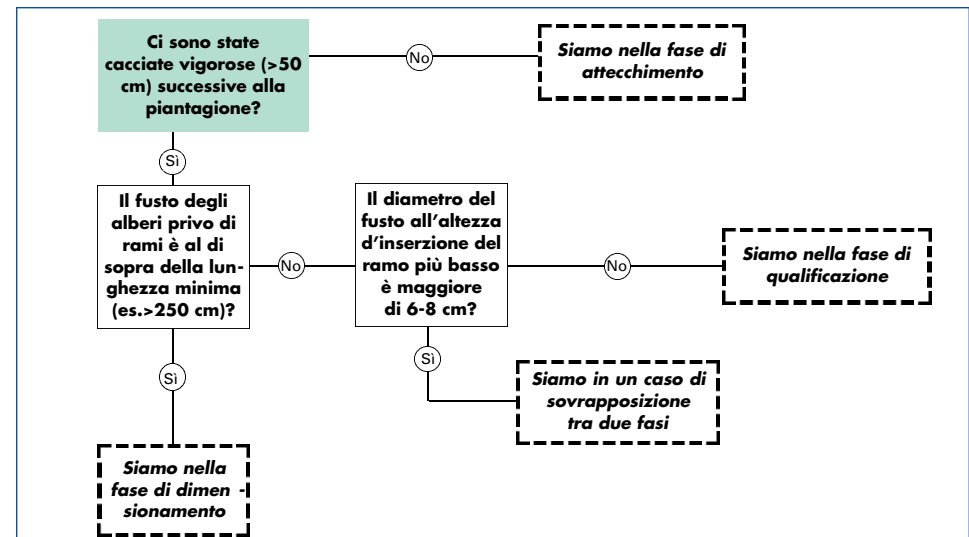 Ci sono state
cacciate vigorose (>50
cm) successive alla
piantagione?
No
Siamo nella fase di
attecchimento
Sì
Il fusto degli
alberi privo di
rami è al di
sopra della lun-
ghezza minima
(es.>250 cm)?
No
Il diametro del
fusto all'altezza
d'inserzione del
ramo più basso
è maggiore
di 6-8 cm?
No
Siamo nella fase di
qualificazione
Sì
Siamo in un caso di
sovrapposizione
tra due fasi
Sì
Siamo nella
fase di dimen -
sionamento